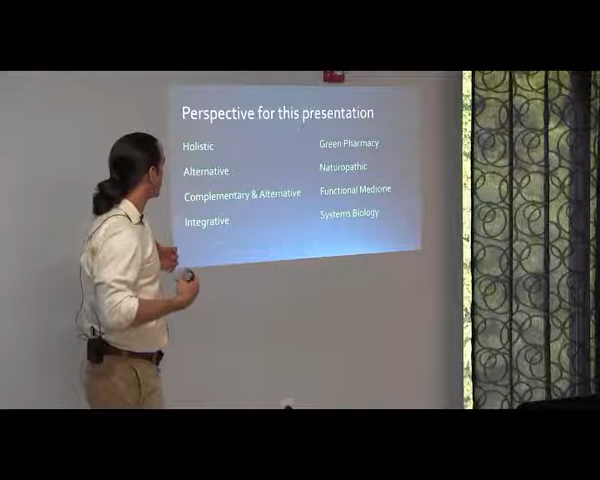 Perspective for this presentation
Holistic
Alternative
Complementary & Alternative
Integrative
Green Pharmacy
Naturopathic
Functional Medicine
Systems Biology